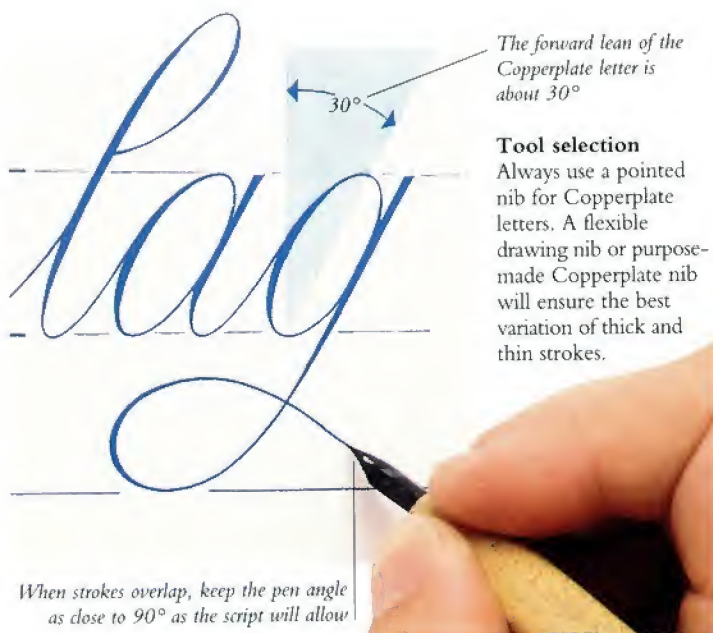 The forward lean of the
Copperplate letter is
about 30°
30°
lag
Tool selection
Always use a pointed
nib for Copperplate
letters. A flexible
drawing nib or purpose-
made Copperplate nib
will ensure the best
variation of thick and
thin strokes.
When strokes overlap, keep the pen angle
as close to 90° as the script will allow